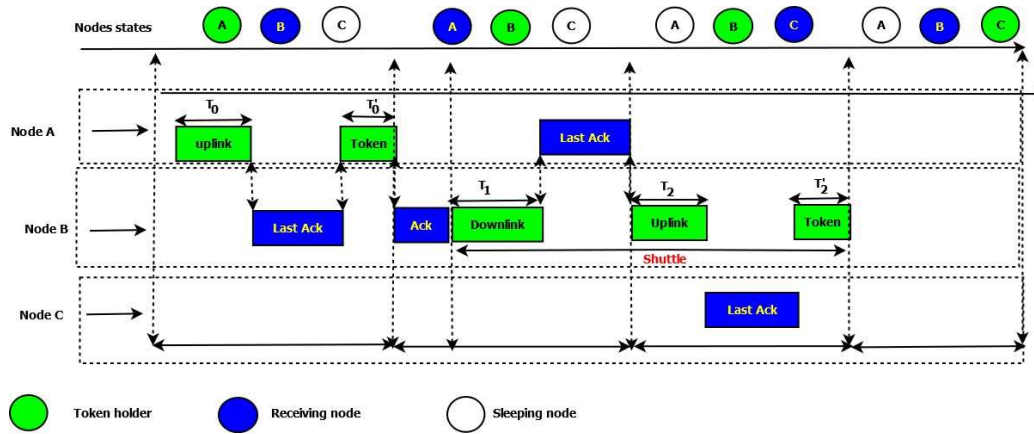 Nodes states
A B C A B C A B C A B C
T0 T'0
Node A
uplink Token Last Ack
T1 T2 T'2
Node B
Last Ack Ack Downlink Uplink Token
Shuttle
Node C
Last Ack
Token holder Receiving node Sleeping node